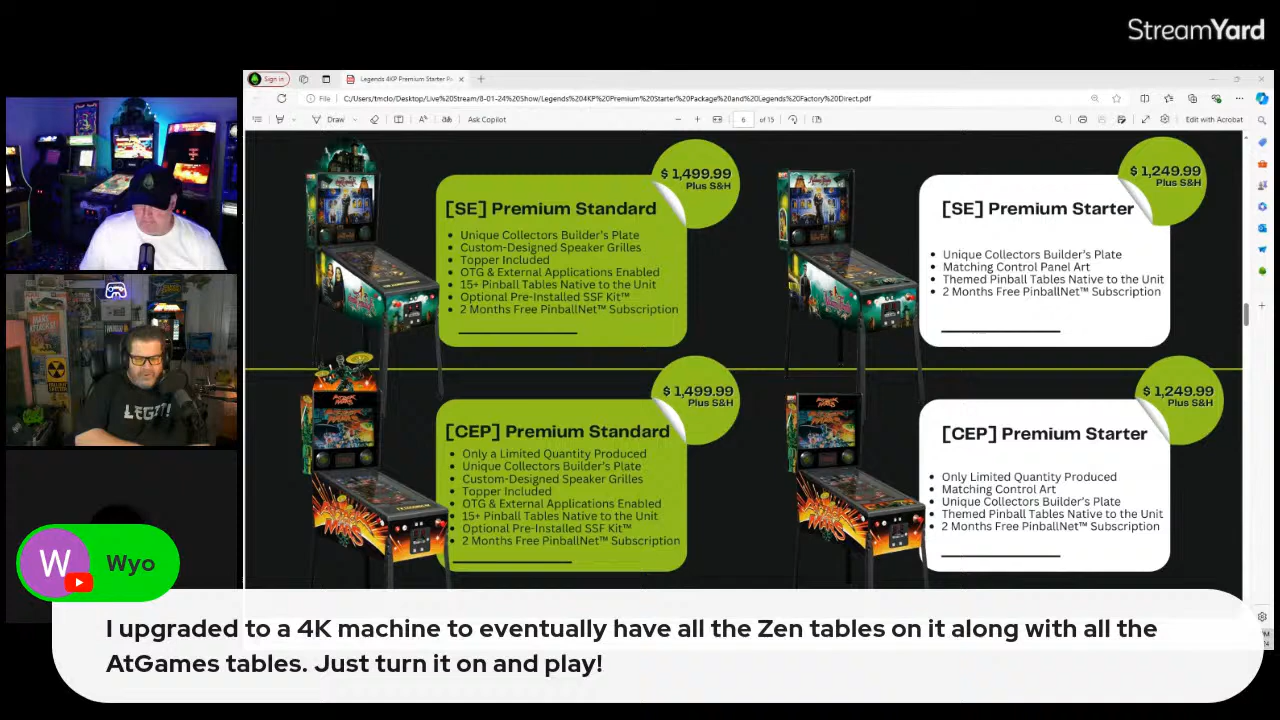 StreamYard
Sign in
Legends 4KP Premium Starter Pa
File
C:/Users/tmclo/Desktop/Live%20Stream/8-01-24%20Show/Legends%204KP%20Premium%20Starter%20Package%20and%20Legends%20Factory%20Direct.pdf
Draw
Ask Copilot
6
of 15
Edit with Acrobat
$ 1,499.99
Plus S&H
[SE] Premium Standard
• Unique Collectors Builder's Plate
• Custom-Designed Speaker Grilles
• Topper Included
• OTG & External Applications Enabled
• 15+ Pinball Tables Native to the Unit
• Optional Pre-Installed SSF Kit™
• 2 Months Free PinballNet™ Subscription
$ 1,249.99
Plus S&H
[SE] Premium Starter
• Unique Collectors Builder's Plate
• Matching Control Panel Art
• Themed Pinball Tables Native to the Unit
• 2 Months Free PinballNet™ Subscription
$ 1,499.99
Plus S&H
[CEP] Premium Standard
• Only a Limited Quantity Produced
• Unique Collectors Builder's Plate
• Custom-Designed Speaker Grilles
• Topper Included
• OTG & External Applications Enabled
• 15+ Pinball Tables Native to the Unit
• Optional Pre-Installed SSF Kit™
• 2 Months Free PinballNet™ Subscription
$ 1,249.99
Plus S&H
[CEP] Premium Starter
• Only Limited Quantity Produced
• Matching Control Art
• Unique Collectors Builder's Plate
• Themed Pinball Tables Native to the Unit
• 2 Months Free PinballNet™ Subscription
LEGIT!
W
Wyo
I upgraded to a 4K machine to eventually have all the Zen tables on it along with all the
AtGames tables. Just turn it on and play!